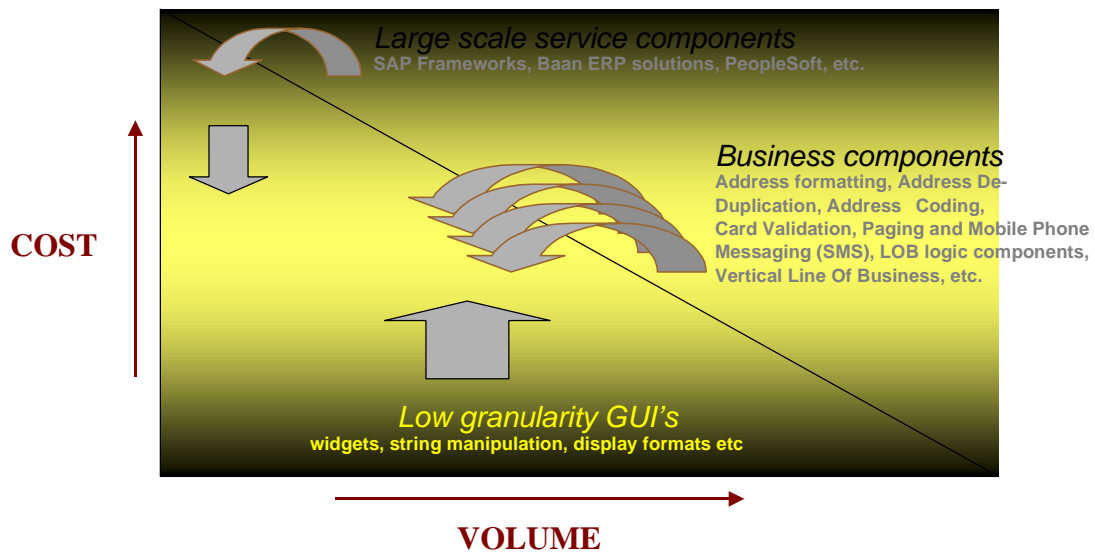 Large scale service components
SAP Frameworks, Baan ERP solutions, PeopleSoft, etc.
Business components
Address formatting, Address De-
Duplication, Address Coding,
Card Validation, Paging and Mobile Phone
Messaging (SMS), LOB logic components,
Vertical Line Of Business, etc.
COST
Low granularity GUI's
widgets, string manipulation, display formats etc
VOLUME